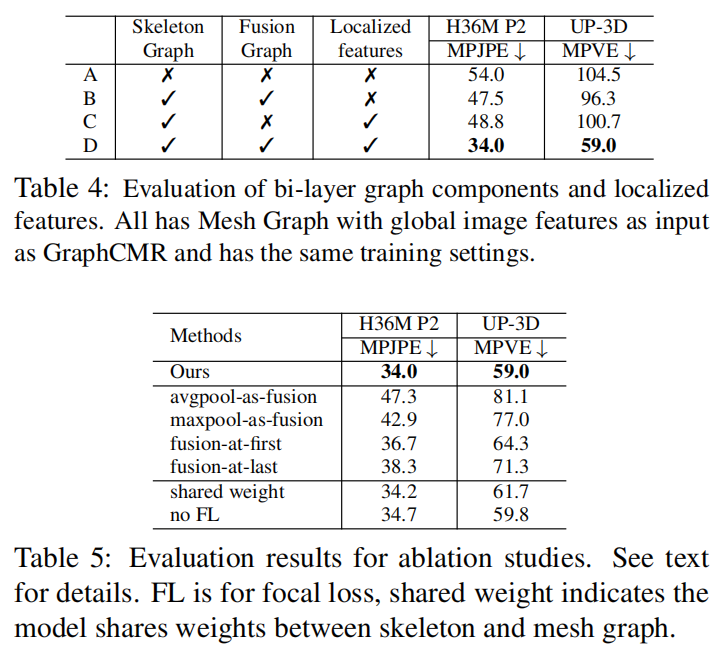 Skeleton Fusion Localized H36M P2 UP-3D
Graph Graph features MPJPE ↓ MPVE ↓
A ✗ ✗ ✗ 54.0 104.5
B ✓ ✓ ✗ 47.5 96.3
C ✓ ✗ ✓ 48.8 100.7
D ✓ ✓ ✓ 34.0 59.0
Table 4: Evaluation of bi-layer graph components and localized
features. All has Mesh Graph with global image features as input
as GraphCMR and has the same training settings.
Methods H36M P2 UP-3D
MPJPE ↓ MPVE ↓
Ours 34.0 59.0
avgpool-as-fusion 47.3 81.1
maxpool-as-fusion 42.9 77.0
fusion-at-first 36.7 64.3
fusion-at-last 38.3 71.3
shared weight 34.2 61.7
no FL 34.7 59.8
Table 5: Evaluation results for ablation studies. See text
for details. FL is for focal loss, shared weight indicates the
model shares weights between skeleton and mesh graph.